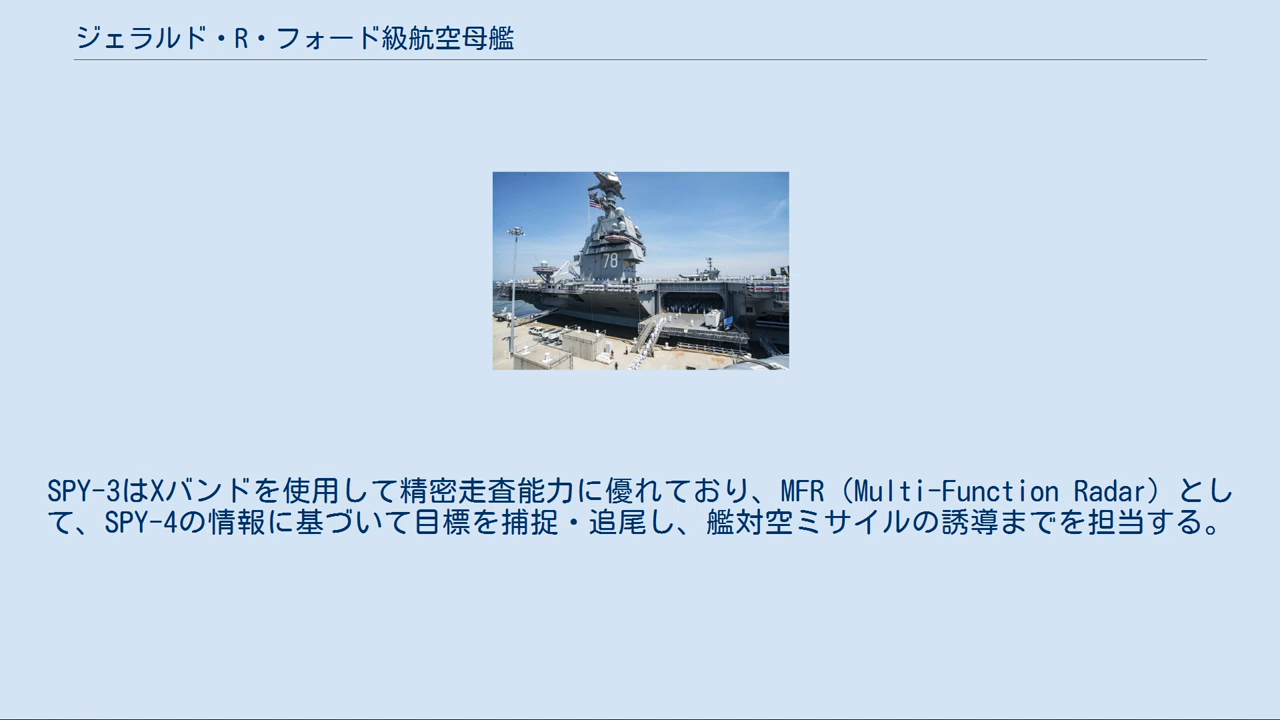 ジェラルド・R・フォード級航空母艦
78
SPY-3はXバンドを使用して精密走査能力に優れており、MFR（Multi-Function Radar）とし
て、SPY-4の情報に基づいて目標を捕捉・追尾し、艦対空ミサイルの誘導までを担当する。